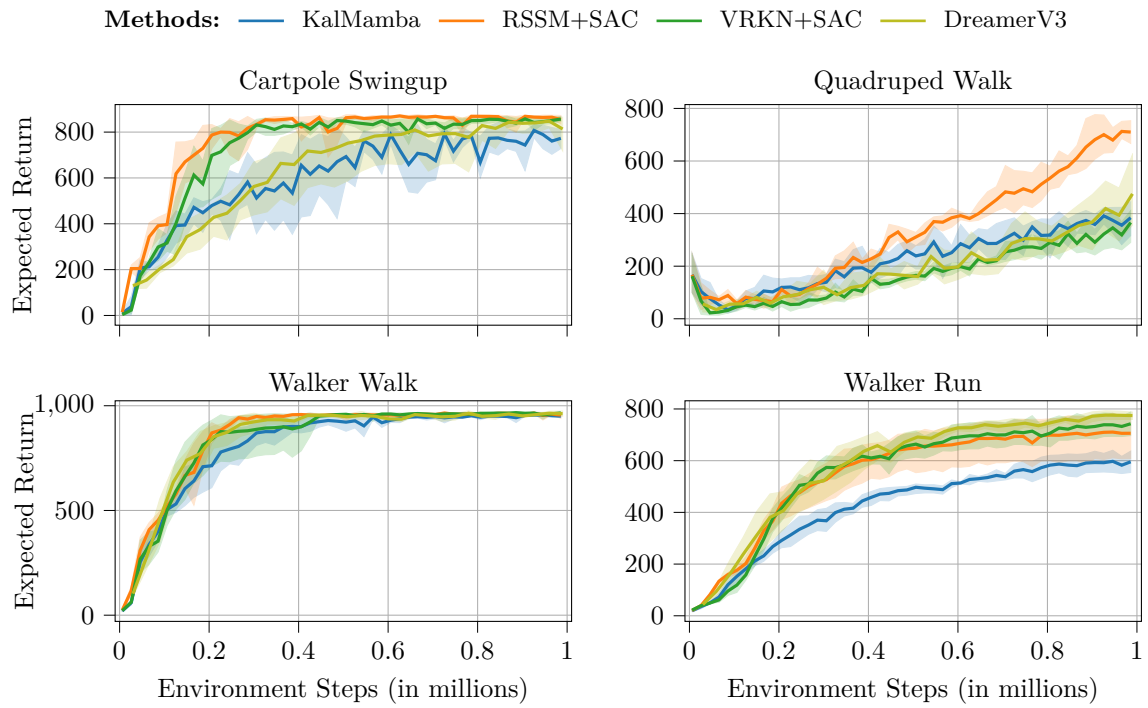 Methods: KalMamba RSSM+SAC VRKN+SAC DreamerV3
Cartpole Swingup
Quadruped Walk
Expected Return
800
600
400
200
0
800
600
400
200
0
Walker Walk
Walker Run
Expected Return
1,000
500
0
800
600
400
200
0
0 0.2 0.4 0.6 0.8 1
0 0.2 0.4 0.6 0.8 1
Environment Steps (in millions)
Environment Steps (in millions)